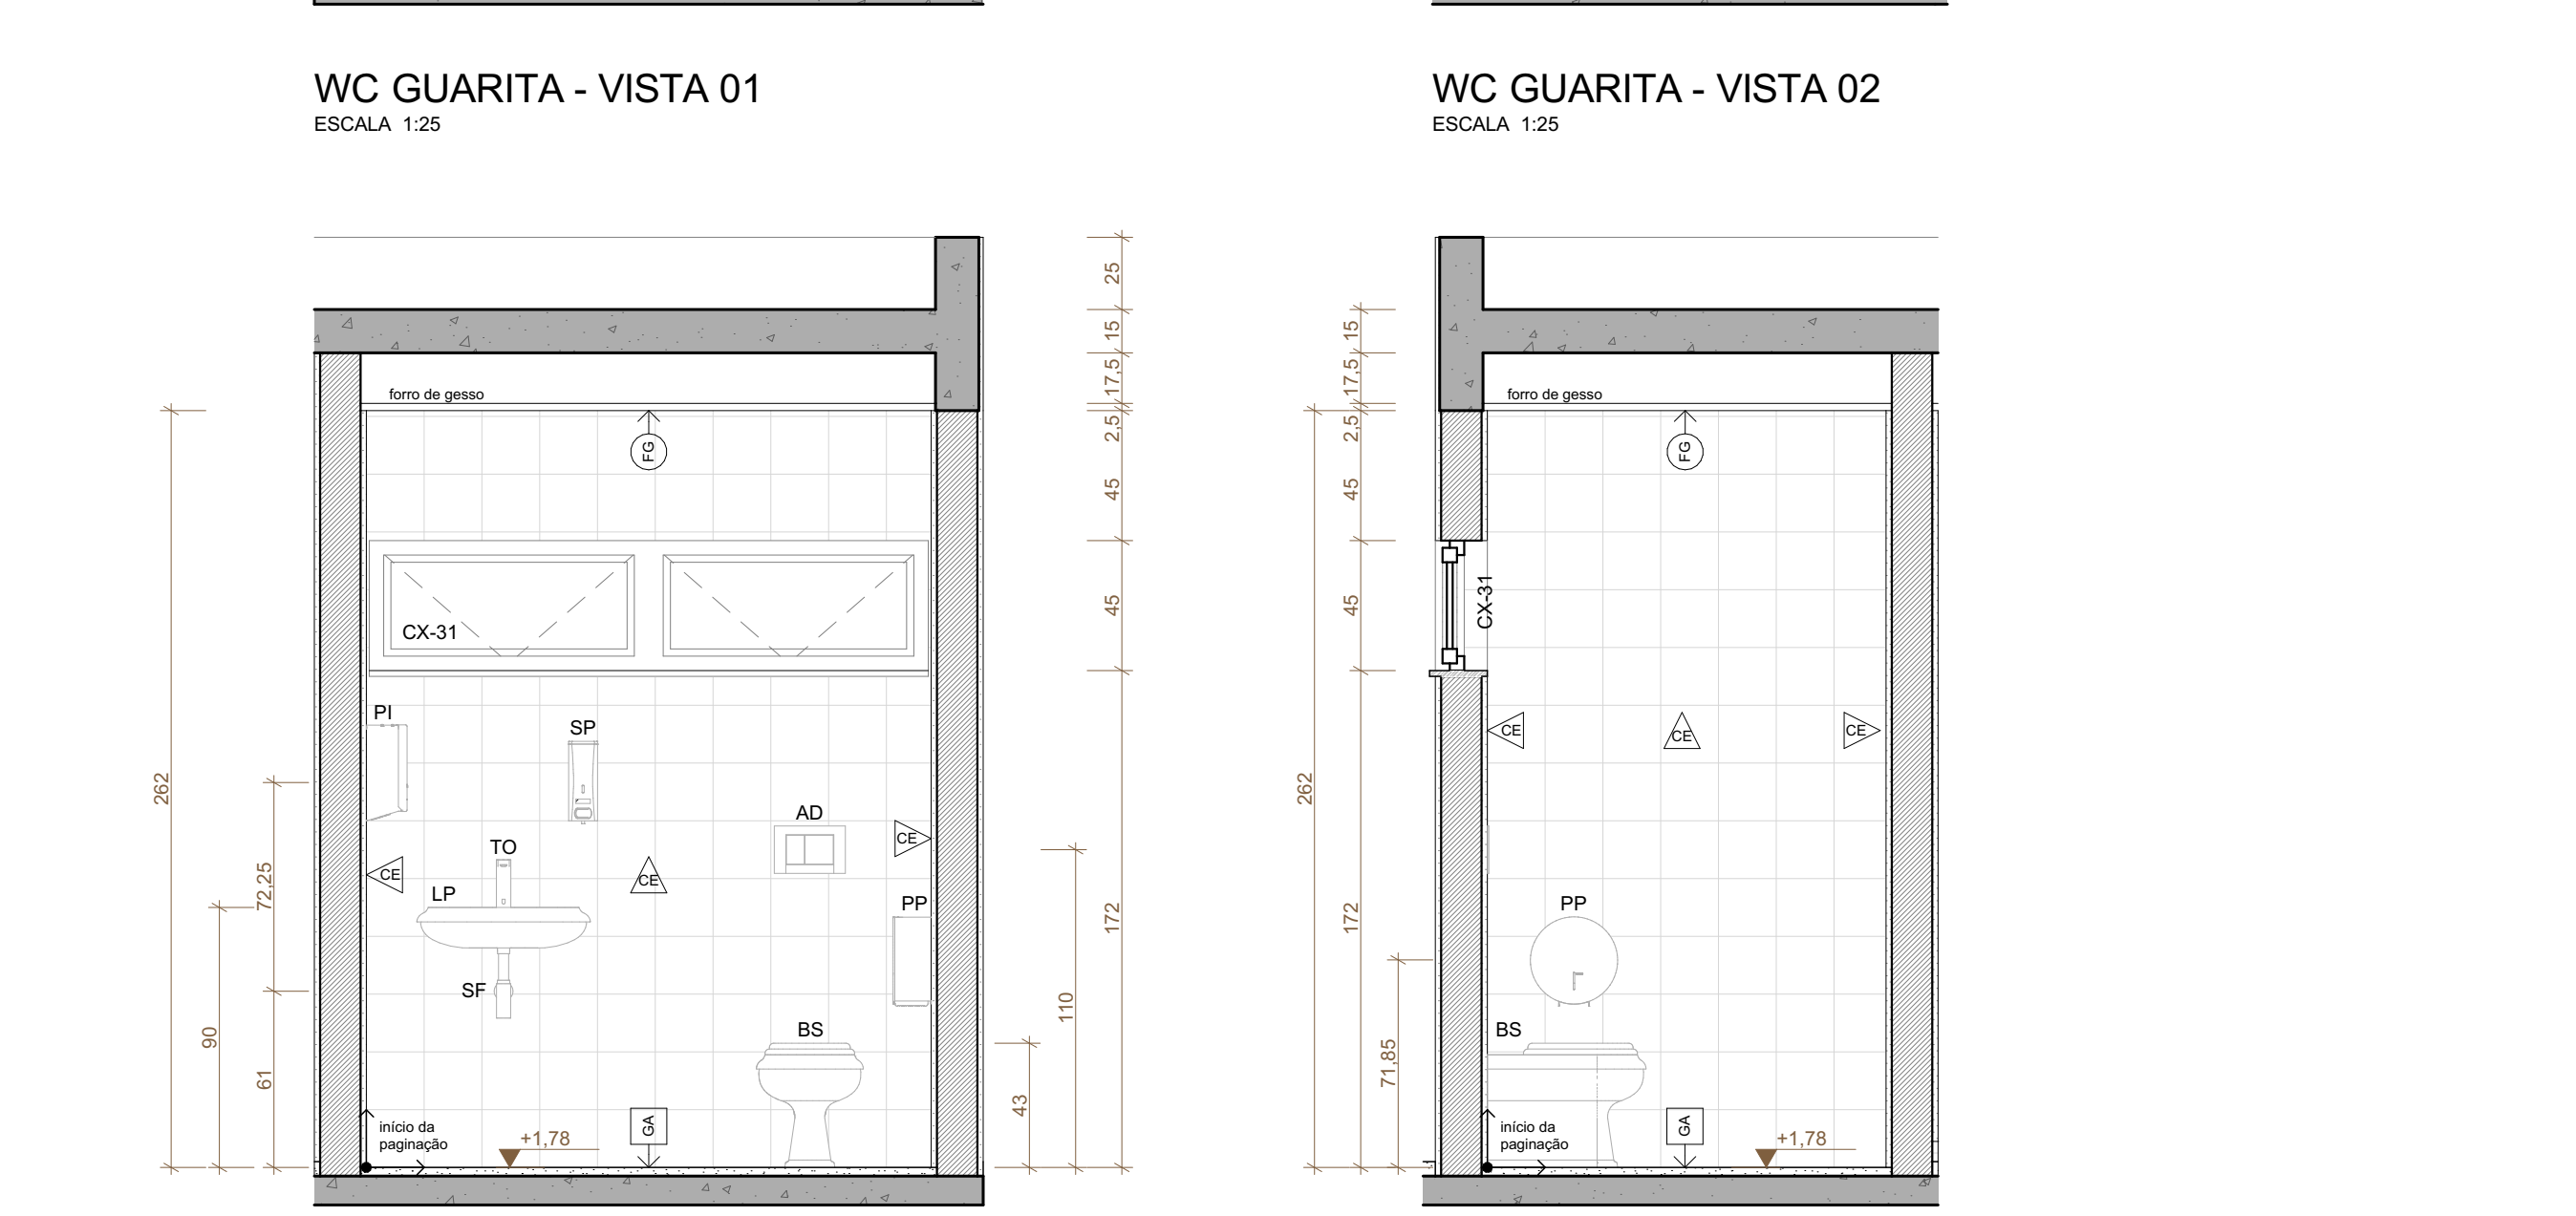 WC GUARITA - VISTA 01
ESCALA 1:25
WC GUARITA - VISTA 02
ESCALA 1:25
forro de gesso
FG
CX-31
PI
SP
TO
AD
CE
LP
CE
CE
PP
SF
BS
início da
paginação
+1,78
GA
262
90
72,25
61
25
15
17,5
2,5
45
45
172
110
43
forro de gesso
FG
CX-31
CE
CE
CE
PP
BS
início da
paginação
GA
+1,78
15
17,5
2,5
45
45
262
172
71,85